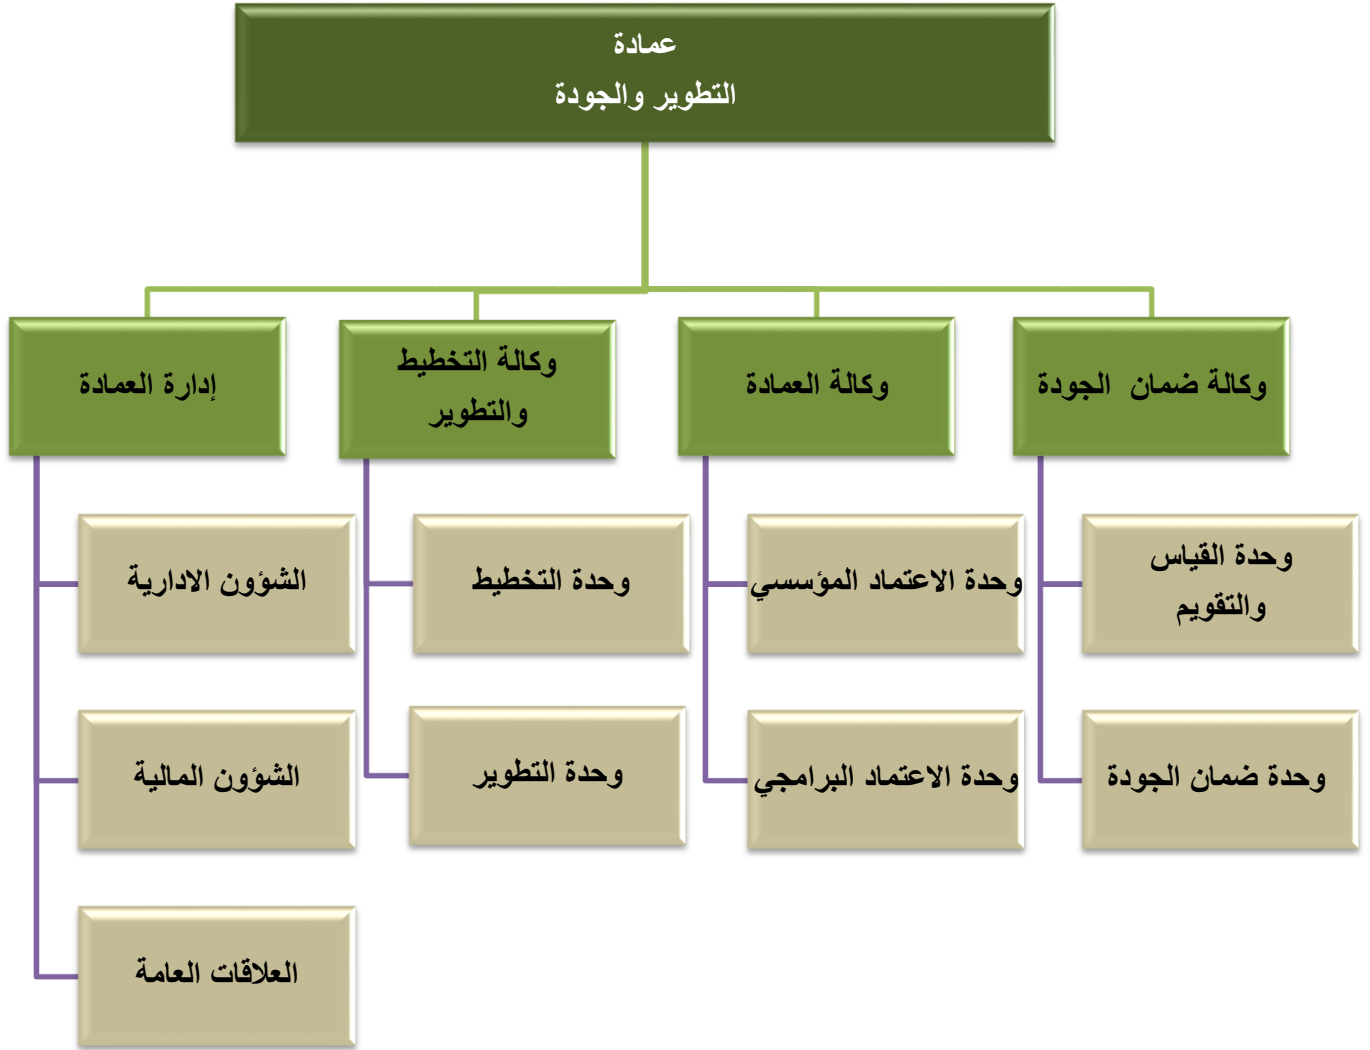 عمادة
التطوير والجودة
وكالة ضمان الجودة
وكالة العمادة
وكالة التخطيط
والتطوير
إدارة العمادة
وحدة القياس
والتقويم
وحدة الاعتماد المؤسسي
وحدة التخطيط
الشؤون الادارية
وحدة ضمان الجودة
وحدة الاعتماد البرامجي
وحدة التطوير
الشؤون المالية
العلاقات العامة